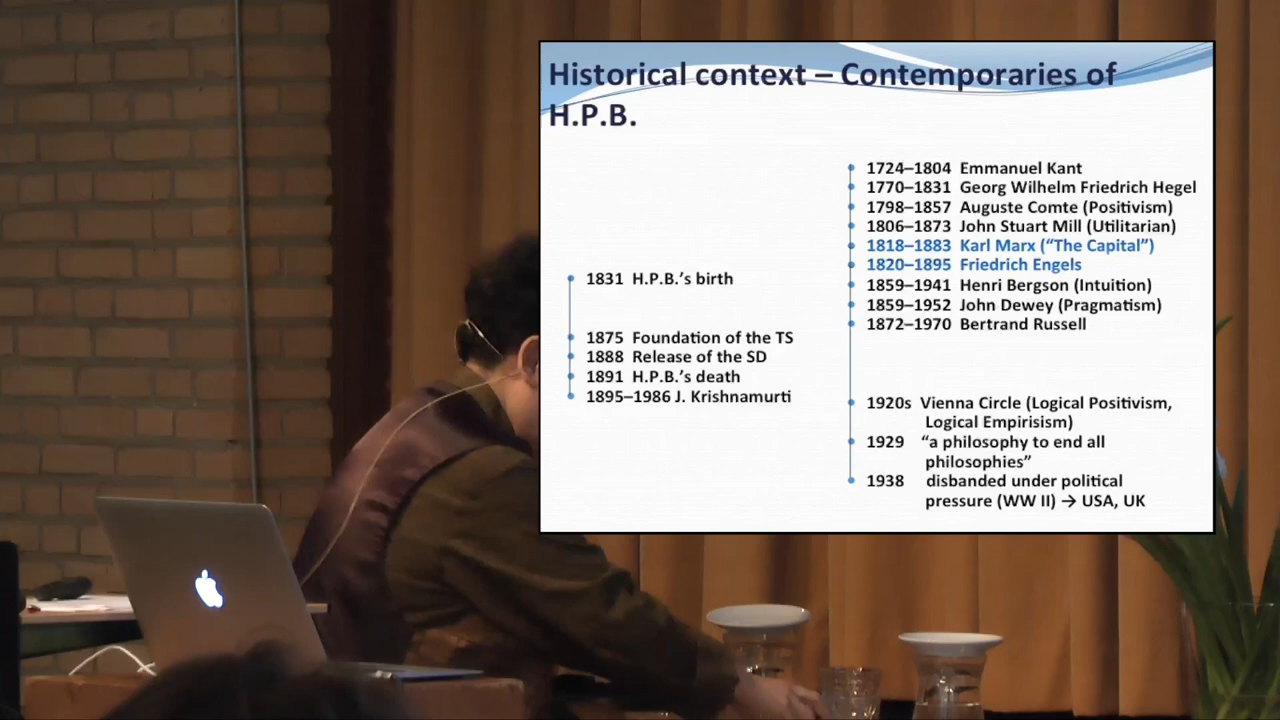 Historical context – Contemporaries of
H.P.B.
1831 H.P.B.'s birth
1875 Foundation of the TS
1888 Release of the SD
1891 H.P.B.'s death
1895–1986 J. Krishnamurti
1724–1804 Emmanuel Kant
1770–1831 Georg Wilhelm Friedrich Hegel
1798–1857 Auguste Comte (Positivism)
1806–1873 John Stuart Mill (Utilitarian)
1818–1883 Karl Marx (“The Capital”)
1820–1895 Friedrich Engels
1859–1941 Henri Bergson (Intuition)
1859–1952 John Dewey (Pragmatism)
1872–1970 Bertrand Russell
1920s Vienna Circle (Logical Positivism,
Logical Empirisism)
1929 “a philosophy to end all
philosophies”
1938 disbanded under political
pressure (WW II) → USA, UK